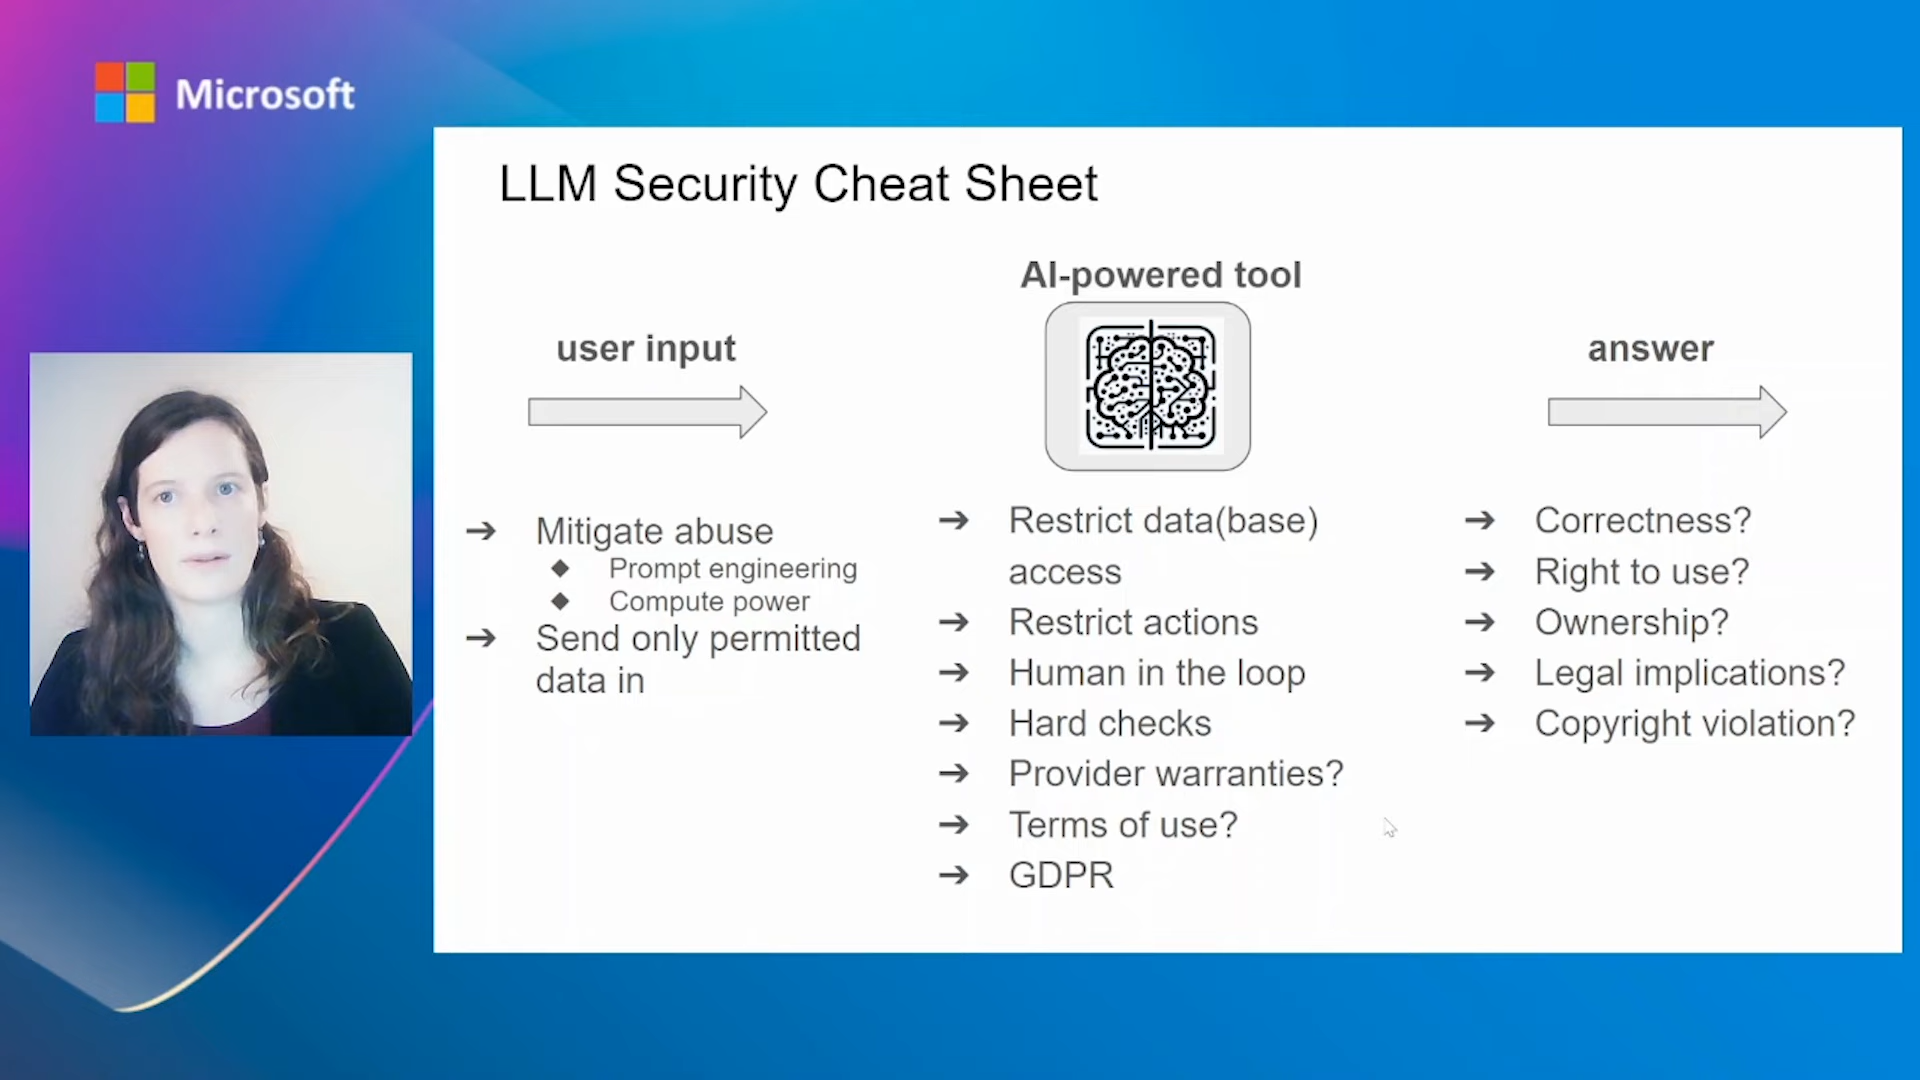 Microsoft
LLM Security Cheat Sheet
AI-powered tool
user input
answer
Mitigate abuse
Prompt engineering
Compute power
Send only permitted
data in
Restrict data(base)
access
Restrict actions
Human in the loop
Hard checks
Provider warranties?
Terms of use?
GDPR
Correctness?
Right to use?
Ownership?
Legal implications?
Copyright violation?